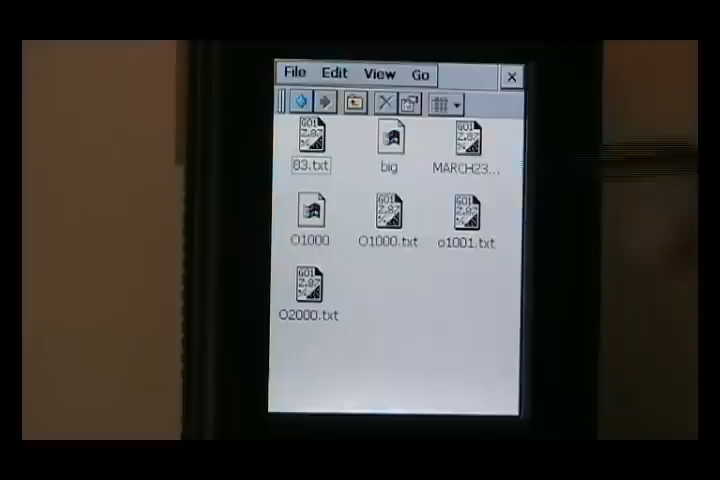 File Edit View Go
83.txt big MARCH23...
O1000 O1000.txt o1001.txt
O2000.txt